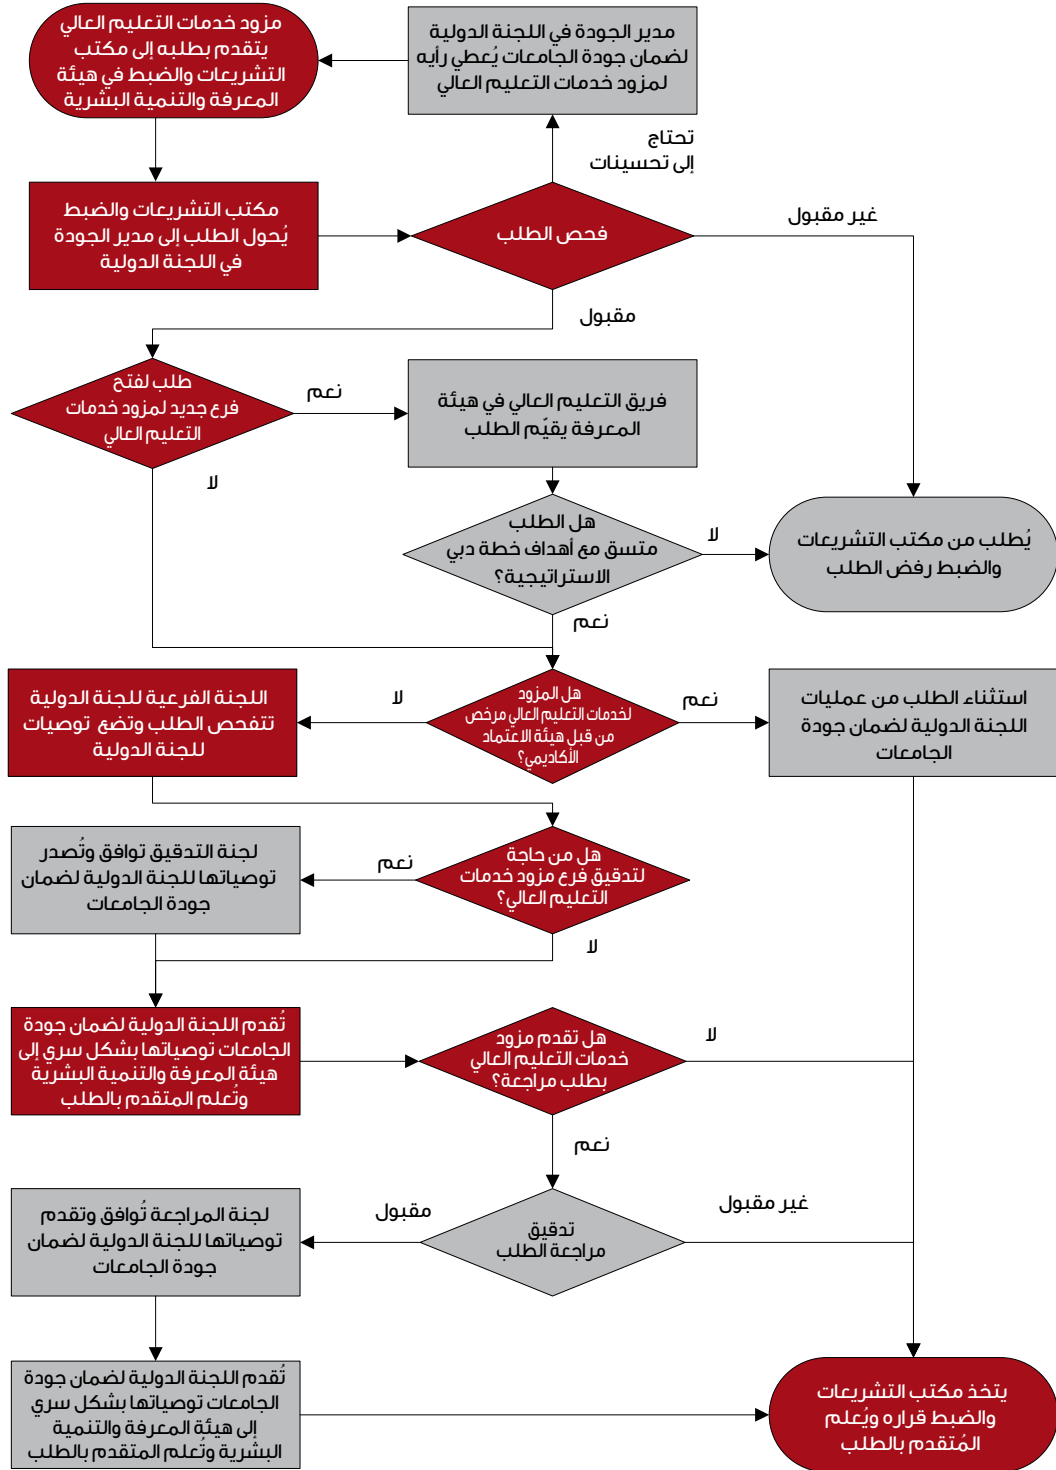 مزود خدمات التعليم العالي
يتقدم بطلبه إلى مكتب
التشريعات والضبط في هيئة
المعرفة والتنمية البشرية
مدير الجودة في اللجنة الدولية
لضمان جودة الجامعات يُعطي رأيه
لمزود خدمات التعليم العالي
تحتاج
إلى تحسينات
مكتب التشريعات والضبط
يُحول الطلب إلى مدير الجودة
في اللجنة الدولية
فحص الطلب
غير مقبول
مقبول
طلب لفتح
فرع جديد لمزود خدمات
التعليم العالي
نعم
فريق التعليم العالي في هيئة
المعرفة يقيّم الطلب
لا
هل الطلب
متسق مع أهداف خطة دبي
الاستراتيجية؟
لا
يُطلب من مكتب التشريعات
والضبط رفض الطلب
نعم
اللجنة الفرعية للجنة الدولية
تتفحص الطلب وتضع توصيات
للجنة الدولية
لا
هل المزود
لخدمات التعليم العالي مرخص
من قبل هيئة الاعتماد
الأكاديمي؟
نعم
استثناء الطلب من عمليات
اللجنة الدولية لضمان جودة
الجامعات
لجنة التدقيق توافق وتُصدر
توصياتها للجنة الدولية لضمان
جودة الجامعات
نعم
هل من حاجة
لتدقيق فرع مزود خدمات
التعليم العالي؟
لا
تُقدم اللجنة الدولية لضمان جودة
الجامعات توصياتها بشكل سري إلى
هيئة المعرفة والتنمية البشرية
وتُعلم المتقدم بالطلب
هل تقدم مزود
خدمات التعليم العالي
بطلب مراجعة؟
لا
نعم
لجنة المراجعة تُوافق وتقدم
توصياتها للجنة الدولية لضمان
جودة الجامعات
مقبول
تدقيق
مراجعة الطلب
غير مقبول
تُقدم اللجنة الدولية لضمان جودة
الجامعات توصياتها بشكل سري
إلى هيئة المعرفة والتنمية
البشرية وتُعلم المتقدم بالطلب
يتخذ مكتب التشريعات
والضبط قراره ويُعلم
المُتقدم بالطلب